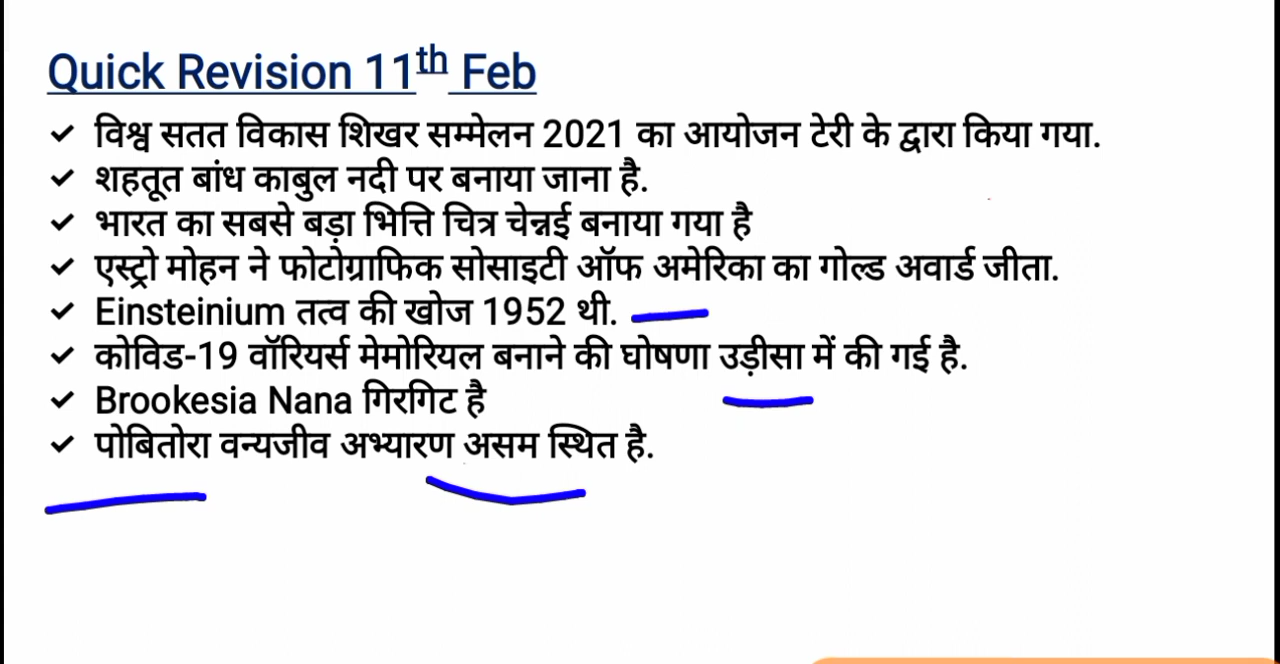 Quick Revision 11th Feb
✓ विश्व सतत विकास शिखर सम्मेलन 2021 का आयोजन टेरी के द्वारा किया गया.
✓ शहतूत बांध काबुल नदी पर बनाया जाना है.
✓ भारत का सबसे बड़ा भित्ति चित्र चेन्नई बनाया गया है
✓ एस्ट्रो मोहन ने फोटोग्राफिक सोसाइटी ऑफ अमेरिका का गोल्ड अवार्ड जीता.
✓ Einsteinium तत्व की खोज 1952 थी.
✓ कोविड-19 वॉरियर्स मेमोरियल बनाने की घोषणा उड़ीसा में की गई है.
✓ Brookesia Nana गिरगिट है
✓ पोबितोरा वन्यजीव अभ्यारण असम स्थित है.